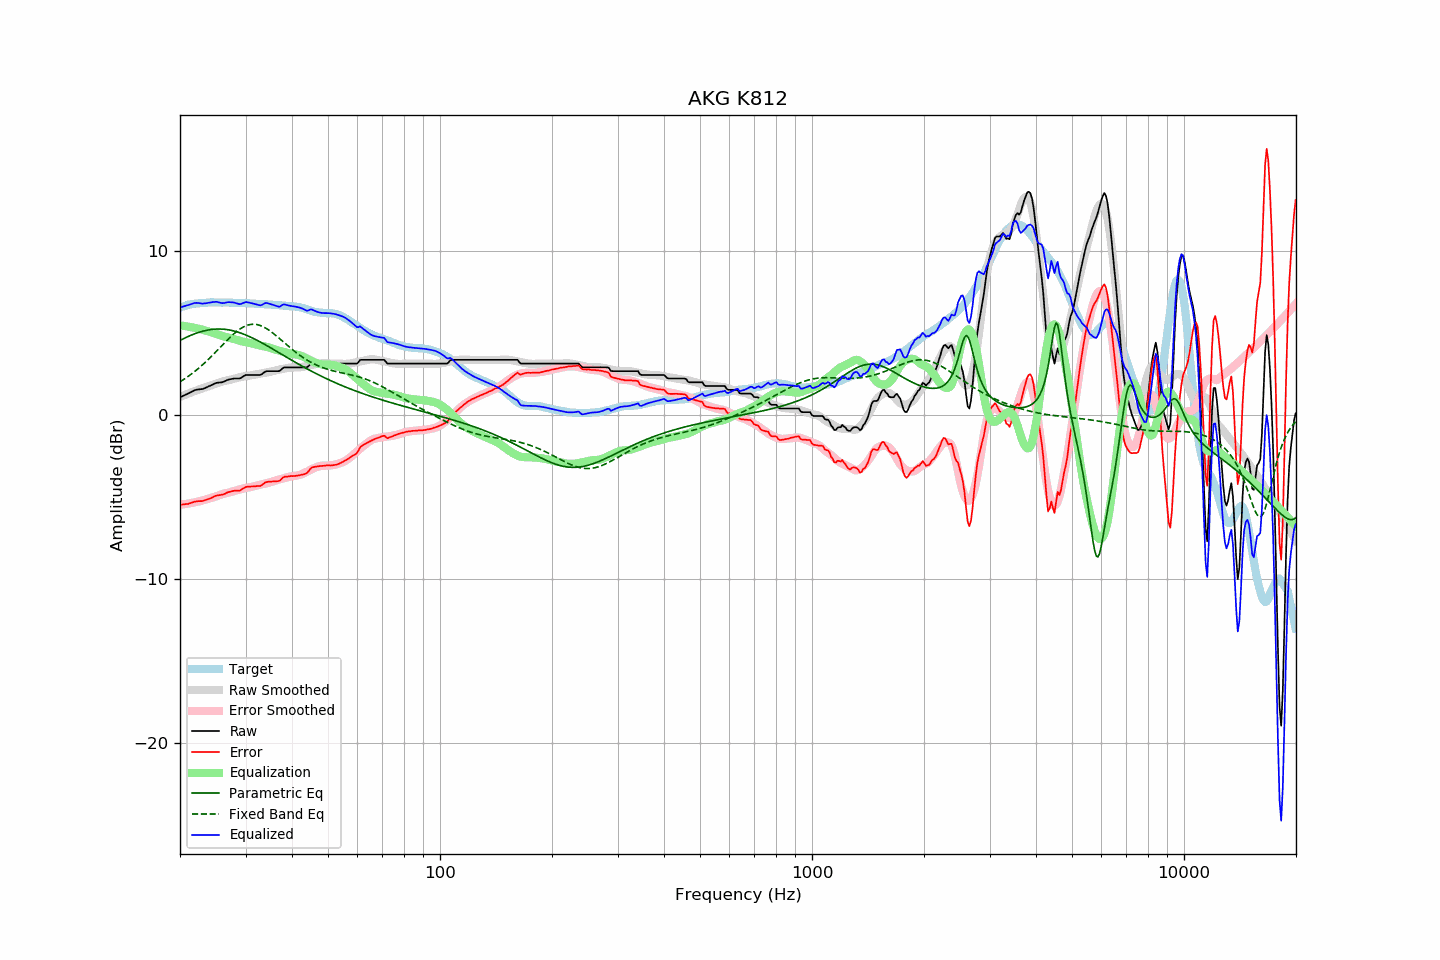 AKG K812
10
0
−10
−20
Amplitude (dBr)
Target
Raw Smoothed
Error Smoothed
Raw
Error
Equalization
Parametric Eq
Fixed Band Eq
Equalized
100
1000
10000
Frequency (Hz)